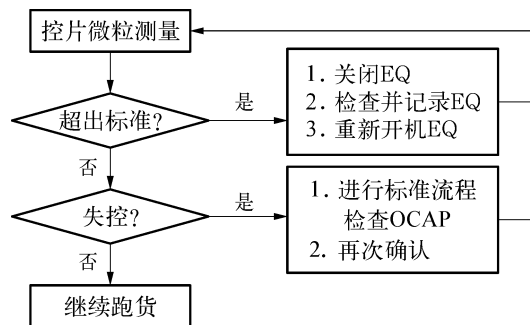 控片微粒测量
超出标准?
是
1. 关闭EQ
2. 检查并记录EQ
3. 重新开机EQ
否
失控?
是
1. 进行标准流程
检查OCAP
2. 再次确认
否
继续跑货